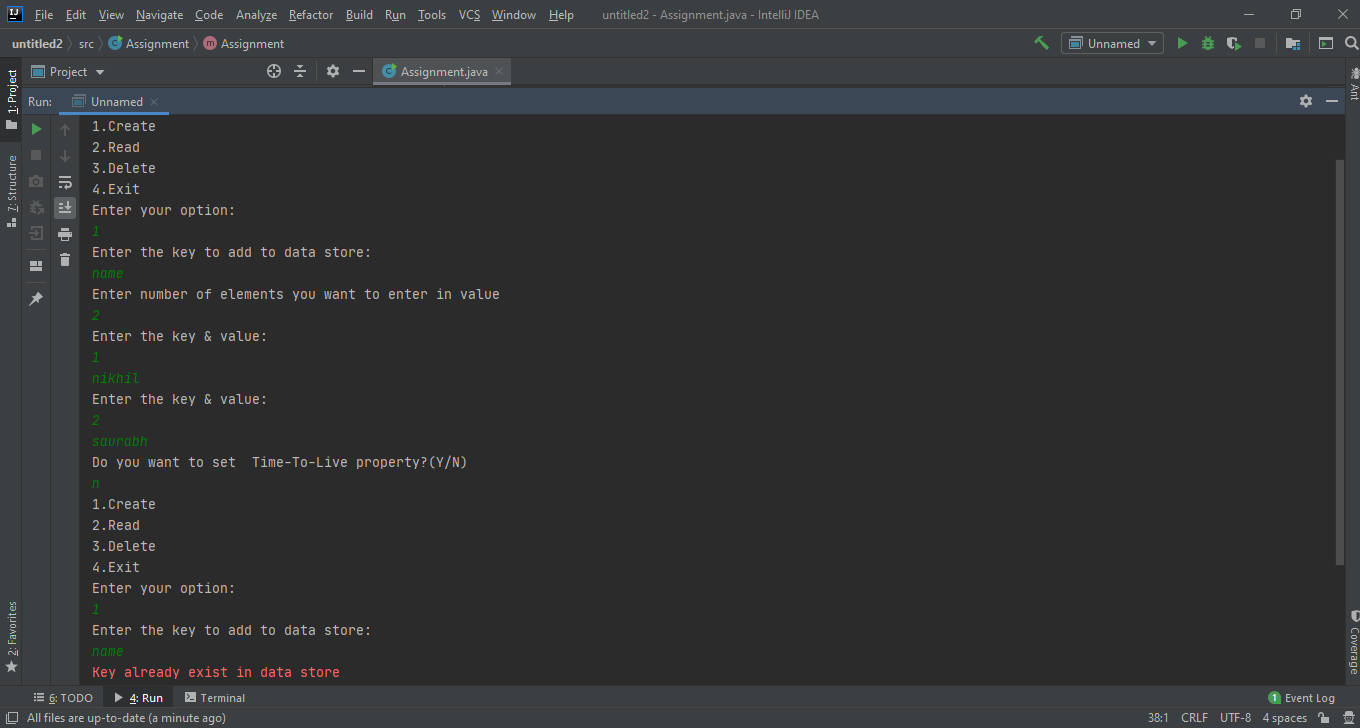 IJ File Edit View Navigate Code Analyze Refactor Build Run Tools VCS Window Help untitled2 - Assignment.java - IntelliJ IDEA
untitled2 src C Assignment m Assignment Unnamed
1: Project
Project C Assignment.java
Ant
Run: Unnamed
1.Create
2.Read
3.Delete
4.Exit
Enter your option:
1
Enter the key to add to data store:
name
Enter number of elements you want to enter in value
2
Enter the key & value:
1
nikhil
Enter the key & value:
2
saurabh
Do you want to set  Time-To-Live property?(Y/N)
n
1.Create
2.Read
3.Delete
4.Exit
Enter your option:
1
Enter the key to add to data store:
name
Key already exist in data store
7: Structure
2: Favorites
Coverage
6: TODO 4: Run Terminal 1 Event Log
All files are up-to-date (a minute ago) 38:1 CRLF UTF-8 4 spaces